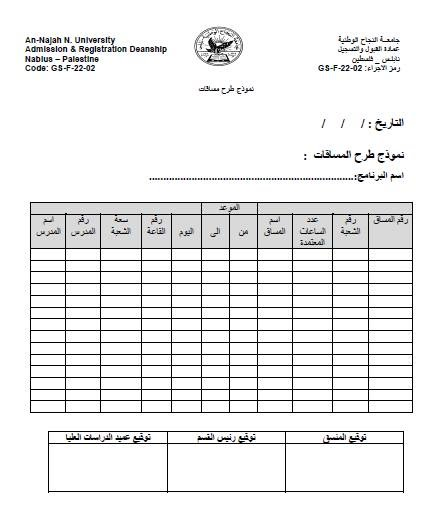 An-Najah N. University
Admission & Registration Deanship
Nablus – Palestine
Code: GS-F-22-02
جامعة النجاح الوطنية
عمادة القبول والتسجيل
نابلس _ فلسطين
رمز الاجراء: GS-F-22-02
نموذج طرح مساقات
التاريخ : / / /
نموذج طرح المساقات :
اسم البرنامج:......................................................................
رقم المساق
رقم الشعبة
عدد الساعات المعتمدة
اسم المساق
الموعد
من
الى
اليوم
رقم القاعة
سعة الشعبة
رقم المدرس
اسم المدرس
توقيع المنسق
توقيع رئيس القسم
توقيع عميد الدراسات العليا